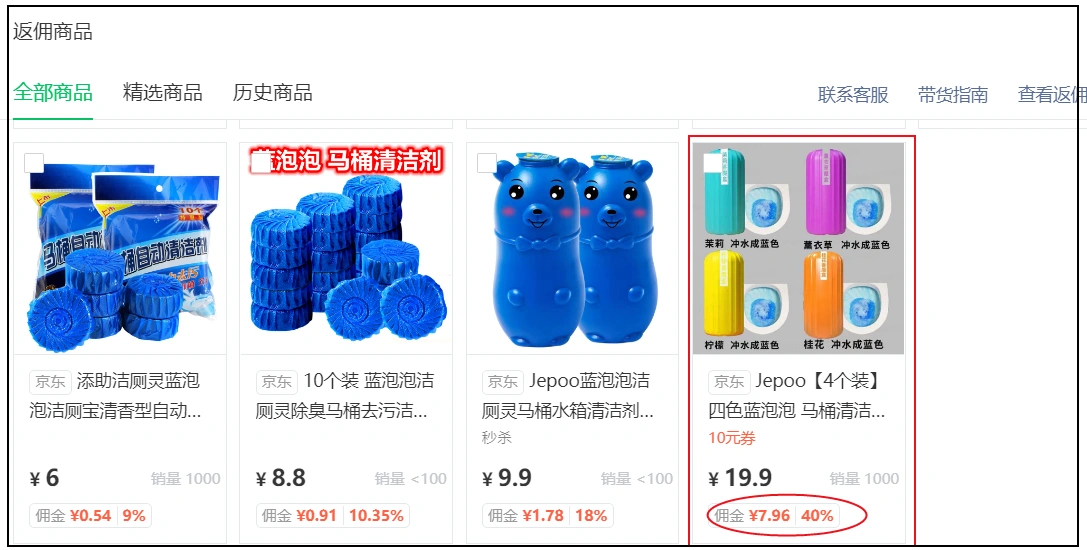 返佣商品
全部商品 精选商品 历史商品 联系客服 带货指南 查看返佣
马桶自动清洁剂
蓝泡泡 马桶清洁剂
茉莉 冲水成蓝色 薰衣草 冲水成蓝色
柠檬 冲水成蓝色 桂花 冲水成蓝色
京东 添助洁厕灵蓝泡
泡洁厕宝清香型自动...
¥ 6 销量 1000
佣金 ¥0.54 9%
京东 10个装 蓝泡泡洁
厕灵除臭马桶去污洁...
¥ 8.8 销量 <100
佣金 ¥0.91 10.35%
京东 Jepoo蓝泡泡洁
厕灵马桶水箱清洁剂...
秒杀
¥ 9.9 销量 <100
佣金 ¥1.78 18%
京东 Jepoo【4个装】
四色蓝泡泡 马桶清洁...
10元券
¥ 19.9 销量 1000
佣金 ¥7.96 40%